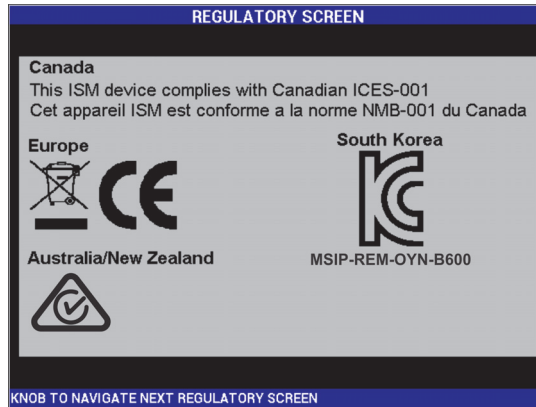 REGULATORY SCREEN
Canada
This ISM device complies with Canadian ICES-001
Cet appareil ISM est conforme a la norme NMB-001 du Canada
Europe
CE
South Korea
KC
MSIP-REM-OYN-B600
Australia/New Zealand
KNOB TO NAVIGATE NEXT REGULATORY SCREEN